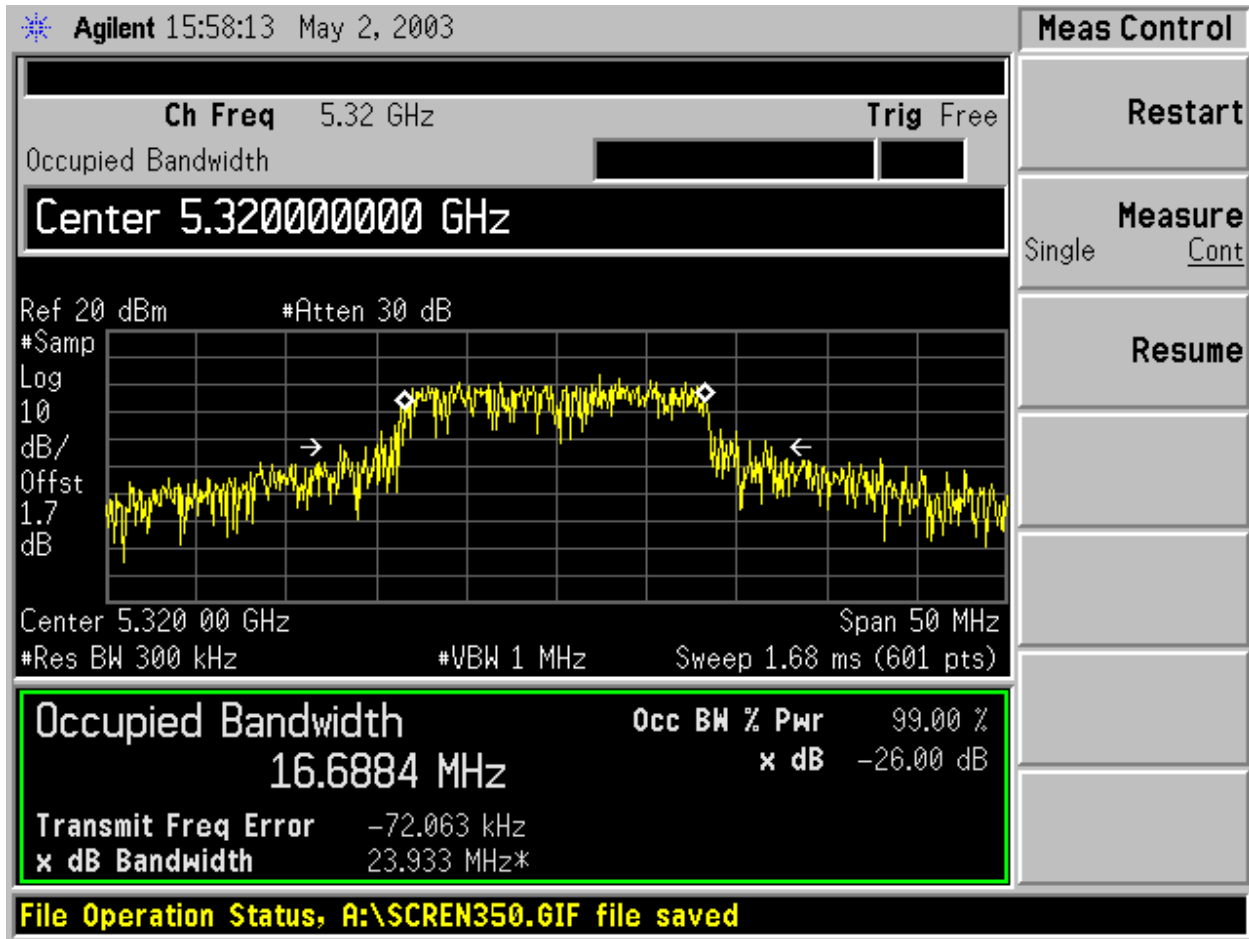 Agilent 15:58:13 May 2, 2003
Meas Control
Ch Freq 5.32 GHz Trig Free
Occupied Bandwidth
Center 5.320000000 GHz
Ref 20 dBm #Atten 30 dB
#Samp
Log
10
dB/
Offst
1.7
dB
Center 5.320 00 GHz Span 50 MHz
#Res BW 300 kHz #VBW 1 MHz Sweep 1.68 ms (601 pts)
Occupied Bandwidth
16.6884 MHz
Occ BW % Pwr 99.00 %
x dB -26.00 dB
Transmit Freq Error -72.063 kHz
x dB Bandwidth 23.933 MHz*
File Operation Status, A:\SCREN350.GIF file saved
Restart
Measure
Single Cont
Resume